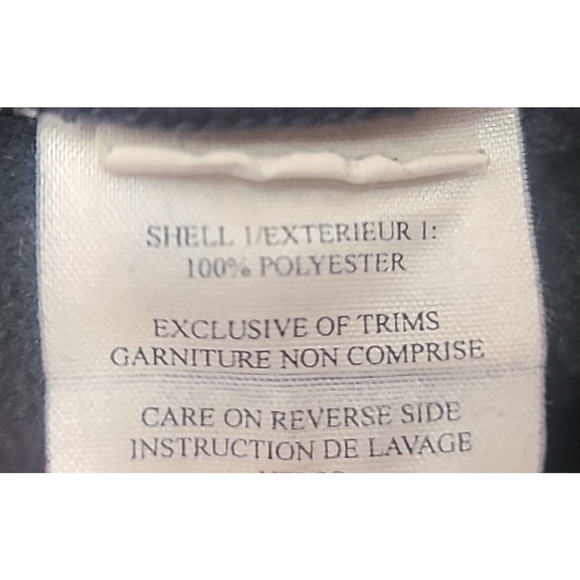 SHELL 1/EXTERIEUR 1:
100% POLYESTER
EXCLUSIVE OF TRIMS
GARNITURE NON COMPRISE
CARE ON REVERSE SIDE
INSTRUCTION DE LAVAGE